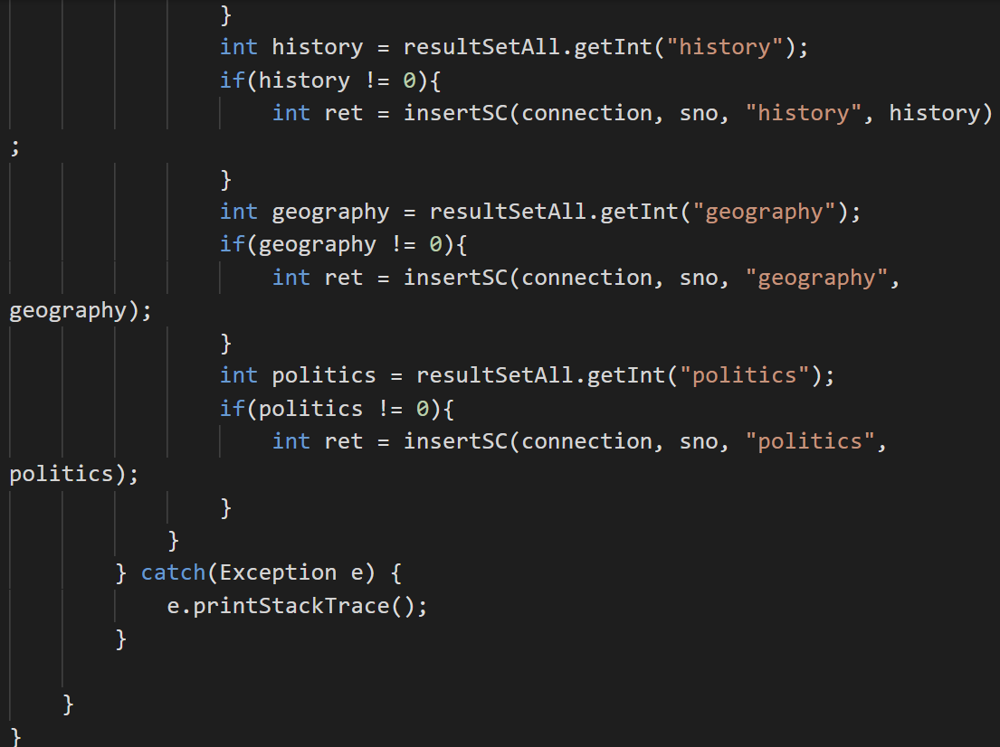 }
int history = resultSetAll.getInt("history");
if(history != 0){
int ret = insertSC(connection, sno, "history", history)
;
}
int geography = resultSetAll.getInt("geography");
if(geography != 0){
int ret = insertSC(connection, sno, "geography",
geography);
}
int politics = resultSetAll.getInt("politics");
if(politics != 0){
int ret = insertSC(connection, sno, "politics",
politics);
}
}
} catch(Exception e) {
e.printStackTrace();
}
}
}